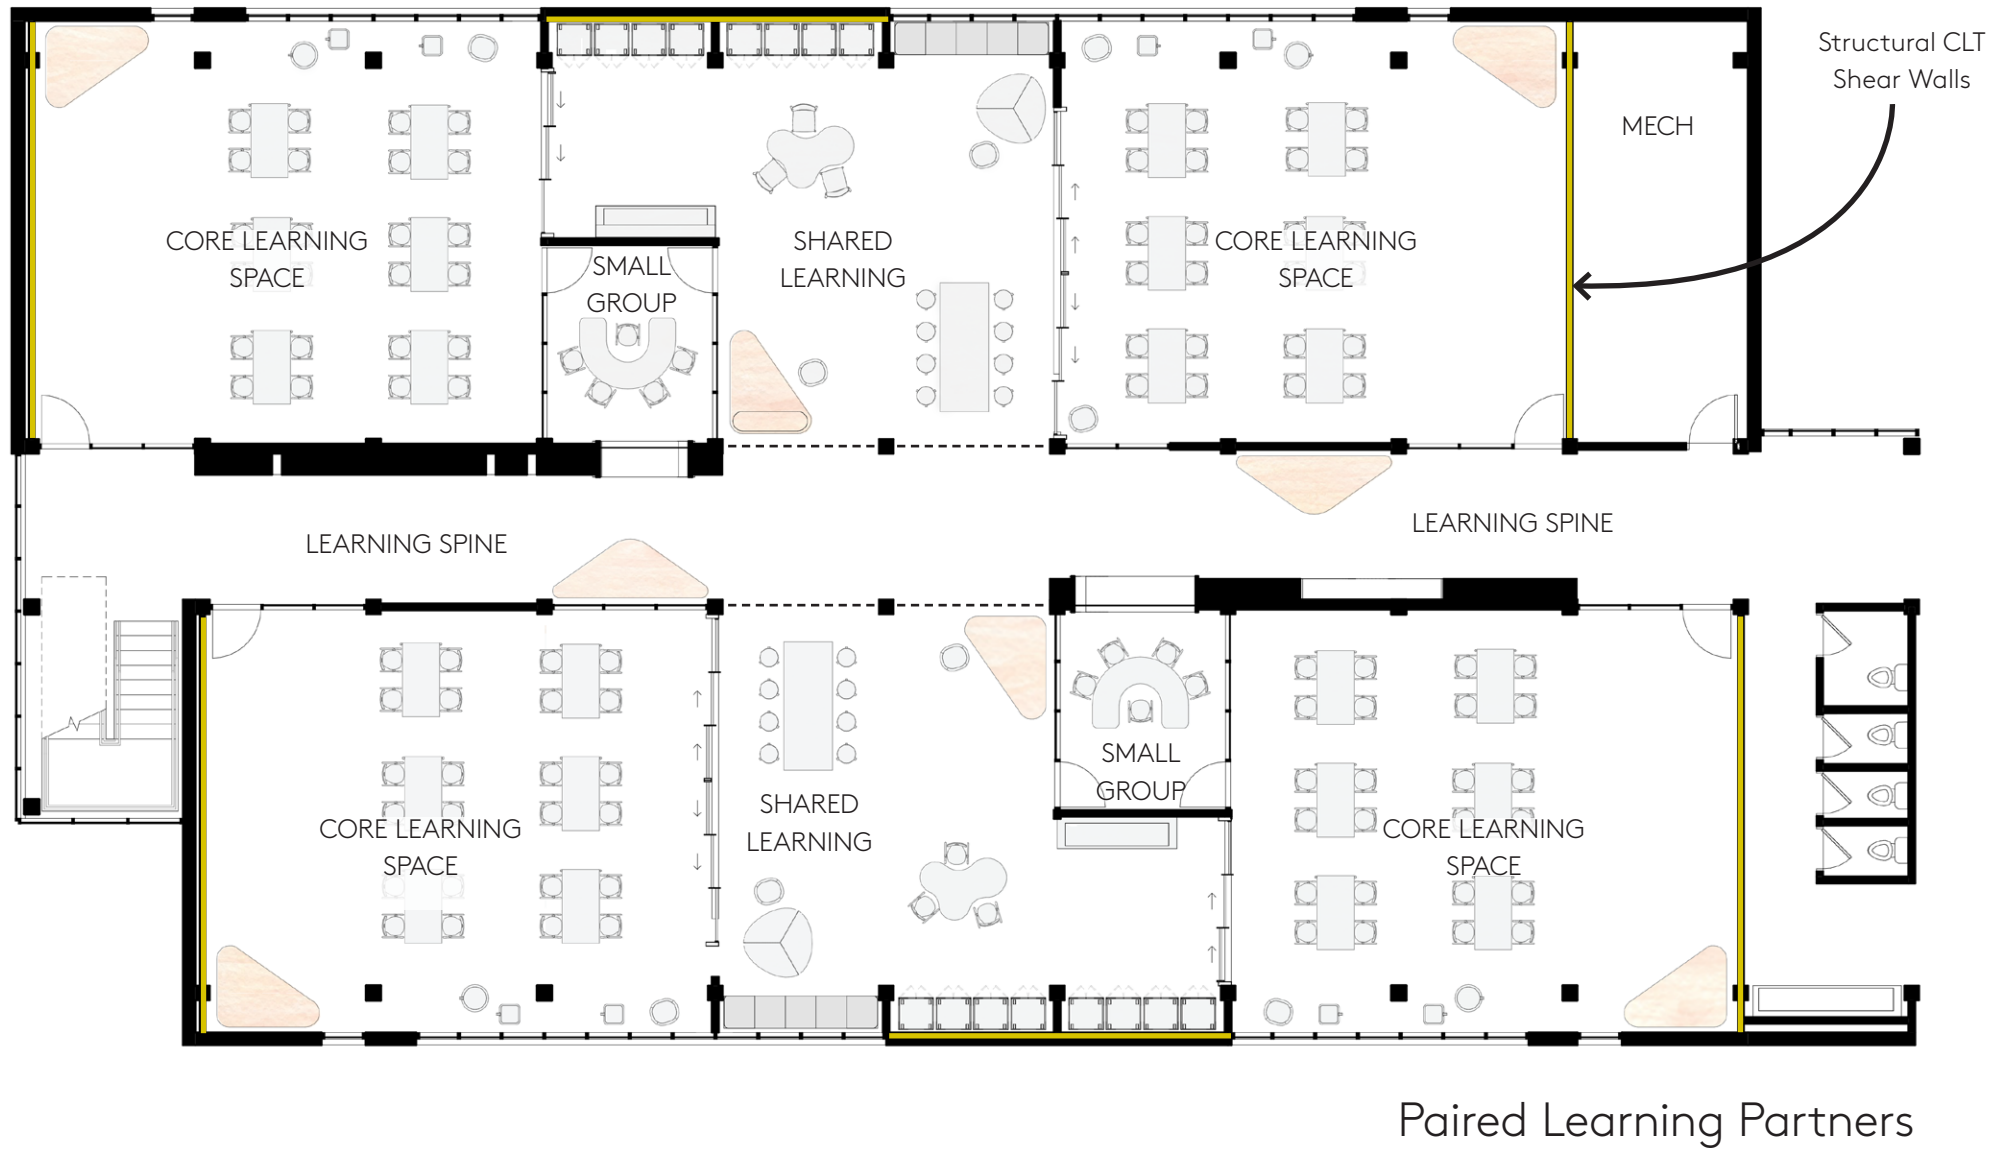 Structural CLT
Shear Walls
MECH
CORE LEARNING
SPACE
SMALL
GROUP
SHARED
LEARNING
CORE LEARNING
SPACE
LEARNING SPINE
LEARNING SPINE
CORE LEARNING
SPACE
SHARED
LEARNING
SMALL
GROUP
CORE LEARNING
SPACE
Paired Learning Partners